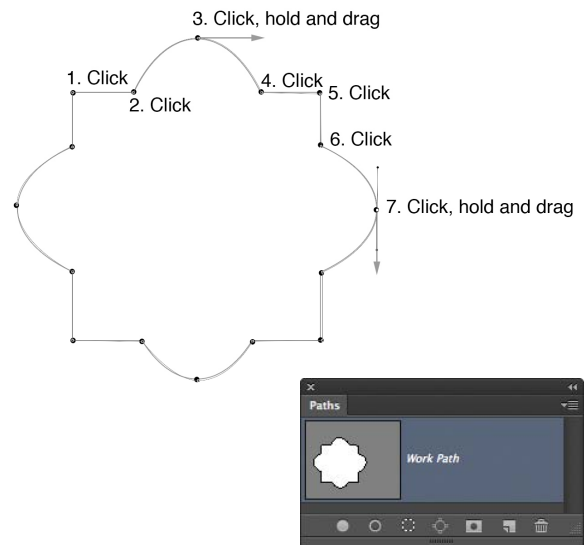 3. Click, hold and drag
1. Click
4. Click
2. Click
5. Click
6. Click
7. Click, hold and drag
Paths
Work Path